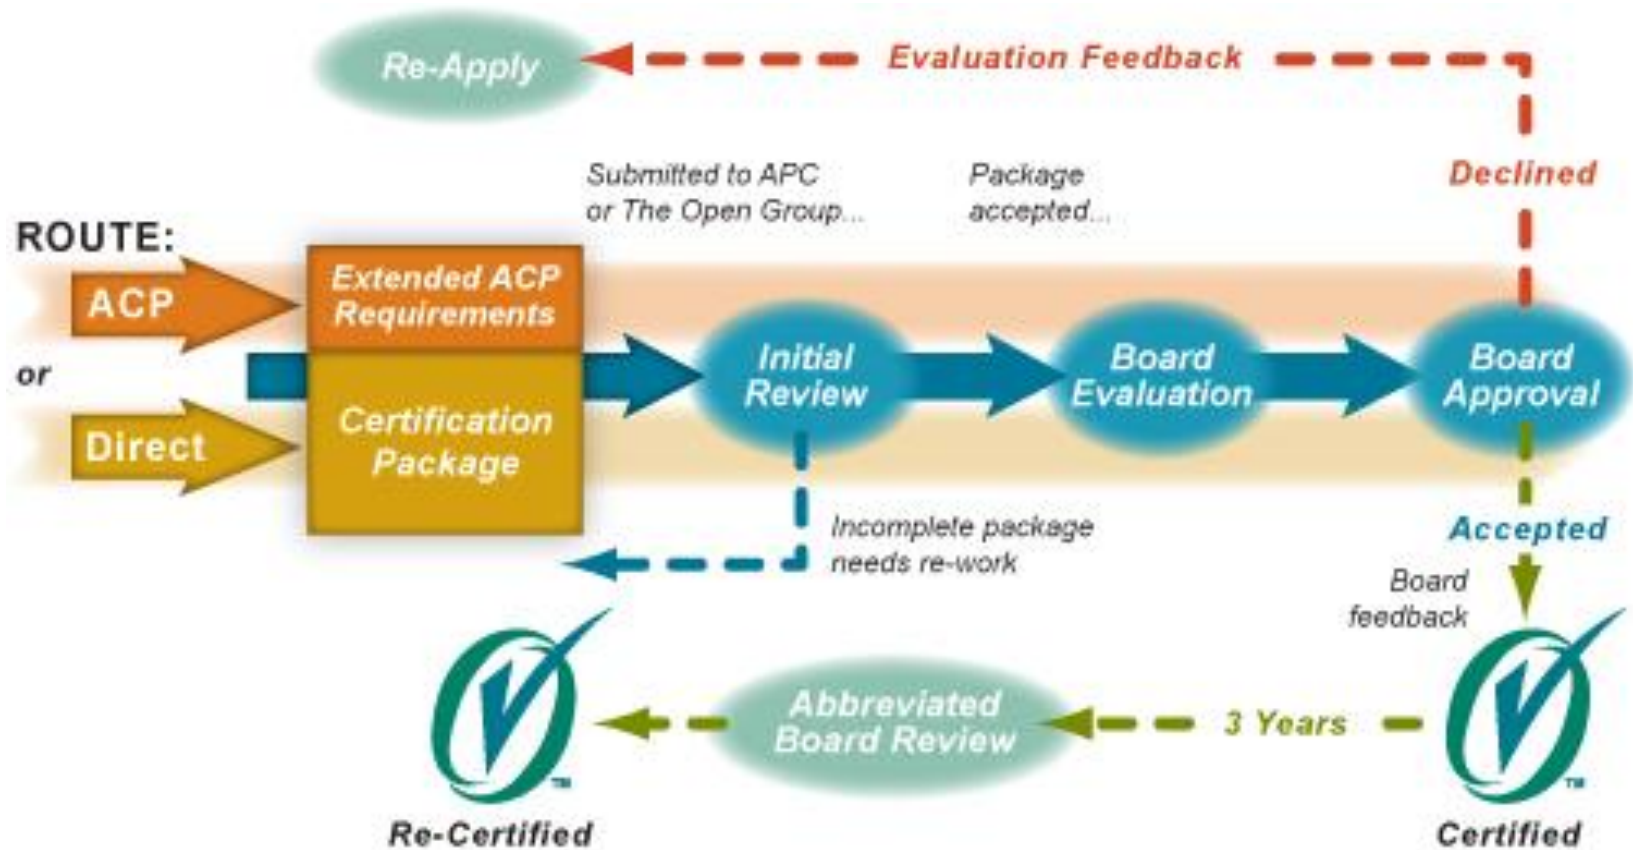 Re-Apply
Evaluation Feedback
Declined
Submitted to APC
or The Open Group...
Package
accepted...
ROUTE:
ACP
or
Direct
Extended ACP
Requirements
Certification
Package
Initial
Review
Board
Evaluation
Board
Approval
Incomplete package
needs re-work
Accepted
Board
feedback
Abbreviated
Board Review
3 Years
TM
Re-Certified
TM
Certified